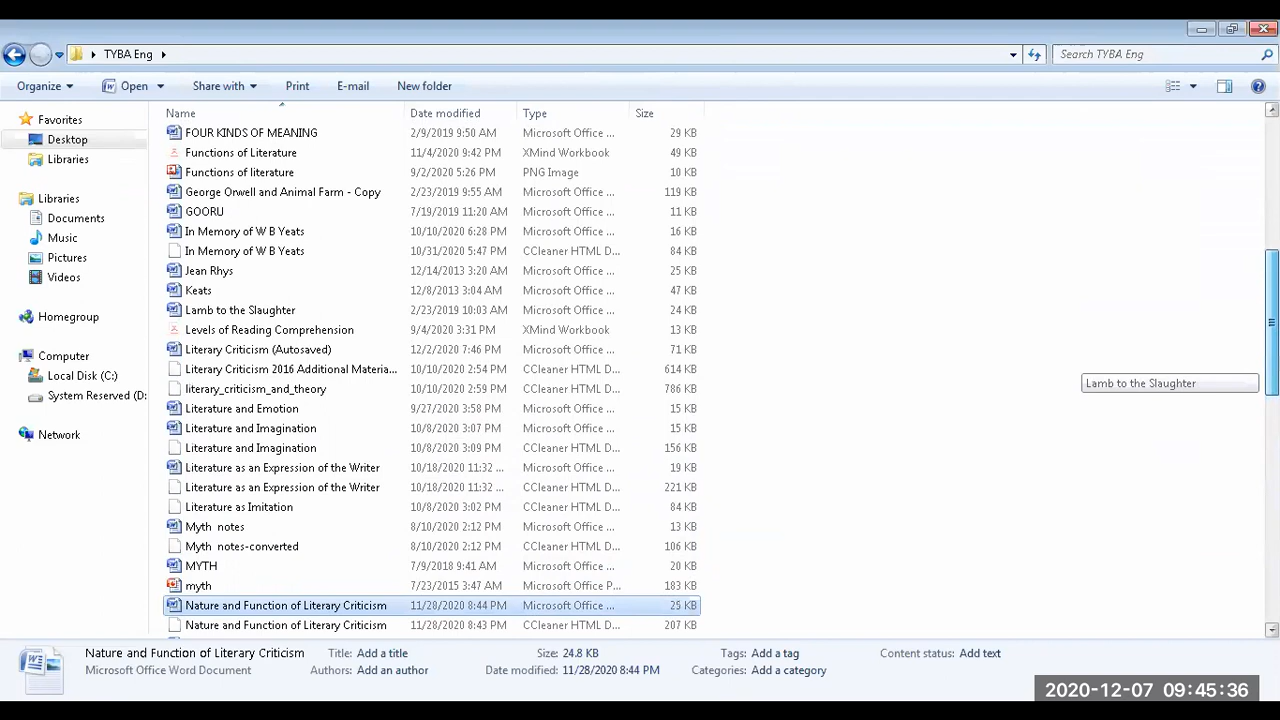 TYBA Eng
Search TYBA Eng
Organize Open Share with Print E-mail New folder
Favorites
Desktop
Libraries
Libraries
Documents
Music
Pictures
Videos
Homegroup
Computer
Local Disk (C:)
System Reserved (D:
Network
Name Date modified Type Size
FOUR KINDS OF MEANING 2/9/2019 9:50 AM Microsoft Office ... 29 KB
Functions of Literature 11/4/2020 9:42 PM XMind Workbook 49 KB
Functions of literature 9/2/2020 5:26 PM PNG Image 10 KB
George Orwell and Animal Farm - Copy 2/23/2019 9:55 AM Microsoft Office ... 119 KB
GOORU 7/19/2019 11:20 AM Microsoft Office ... 11 KB
In Memory of W B Yeats 10/10/2020 6:28 PM Microsoft Office ... 16 KB
In Memory of W B Yeats 10/31/2020 5:47 PM CCleaner HTML D... 84 KB
Jean Rhys 12/14/2013 3:20 AM Microsoft Office ... 25 KB
Keats 12/8/2013 3:04 AM Microsoft Office ... 47 KB
Lamb to the Slaughter 2/23/2019 10:03 AM Microsoft Office ... 24 KB
Levels of Reading Comprehension 9/4/2020 3:31 PM XMind Workbook 13 KB
Literary Criticism (Autosaved) 12/2/2020 7:46 PM Microsoft Office ... 71 KB
Literary Criticism 2016 Additional Materia... 10/10/2020 2:54 PM CCleaner HTML D... 614 KB
literary_criticism_and_theory 10/10/2020 2:59 PM CCleaner HTML D... 786 KB
Literature and Emotion 9/27/2020 3:58 PM Microsoft Office ... 15 KB
Literature and Imagination 10/8/2020 3:07 PM Microsoft Office ... 15 KB
Literature and Imagination 10/8/2020 3:09 PM CCleaner HTML D... 156 KB
Literature as an Expression of the Writer 10/18/2020 11:32 ... Microsoft Office ... 19 KB
Literature as an Expression of the Writer 10/18/2020 11:32 ... CCleaner HTML D... 221 KB
Literature as Imitation 10/8/2020 3:02 PM CCleaner HTML D... 84 KB
Myth notes 8/10/2020 2:12 PM Microsoft Office ... 13 KB
Myth notes-converted 8/10/2020 2:12 PM CCleaner HTML D... 106 KB
MYTH 7/9/2018 9:41 AM Microsoft Office ... 20 KB
myth 7/23/2015 3:47 AM Microsoft Office P... 183 KB
Nature and Function of Literary Criticism 11/28/2020 8:44 PM Microsoft Office ... 25 KB
Nature and Function of Literary Criticism 11/28/2020 8:43 PM CCleaner HTML D... 207 KB
Lamb to the Slaughter
Nature and Function of Literary Criticism Title: Add a title Size: 24.8 KB Tags: Add a tag Content status: Add text
Microsoft Office Word Document Authors: Add an author Date modified: 11/28/2020 8:44 PM Categories: Add a category
2020-12-07 09:45:36